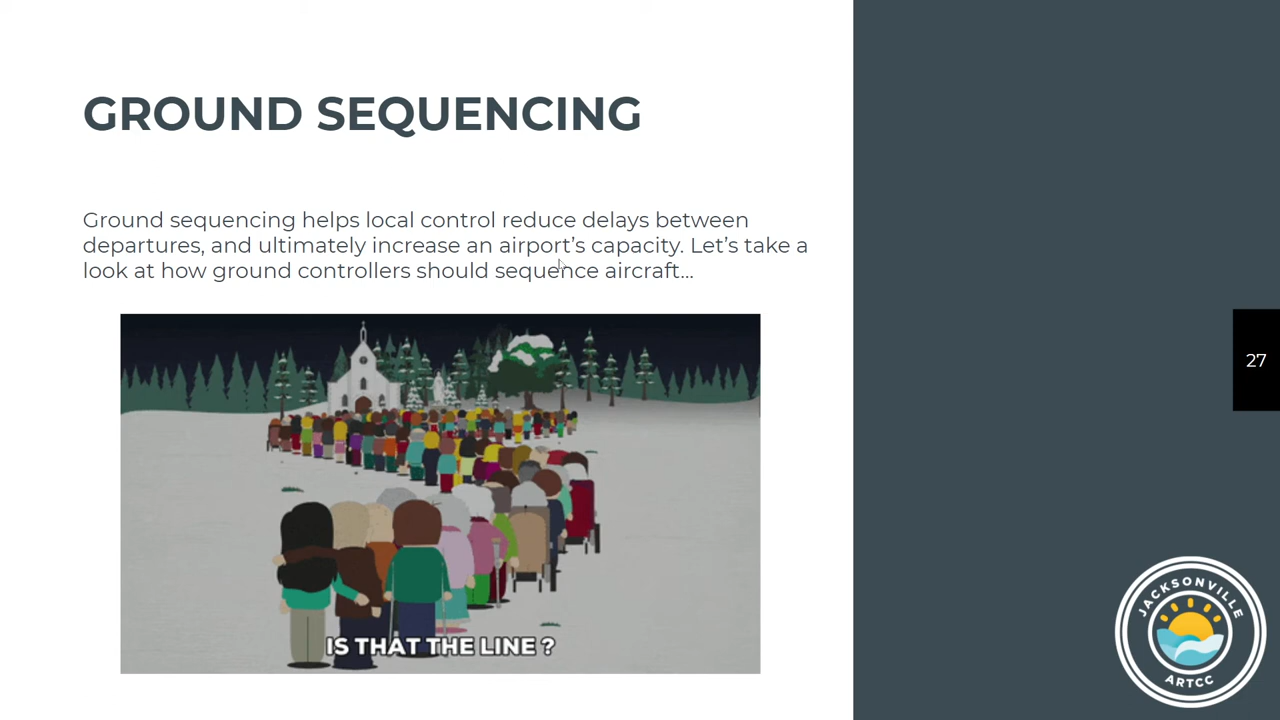 GROUND SEQUENCING
Ground sequencing helps local control reduce delays between
departures, and ultimately increase an airport’s capacity. Let’s take a
look at how ground controllers should sequence aircraft...
IS THAT THE LINE ?
27
JACKSONVILLE
ARTCC